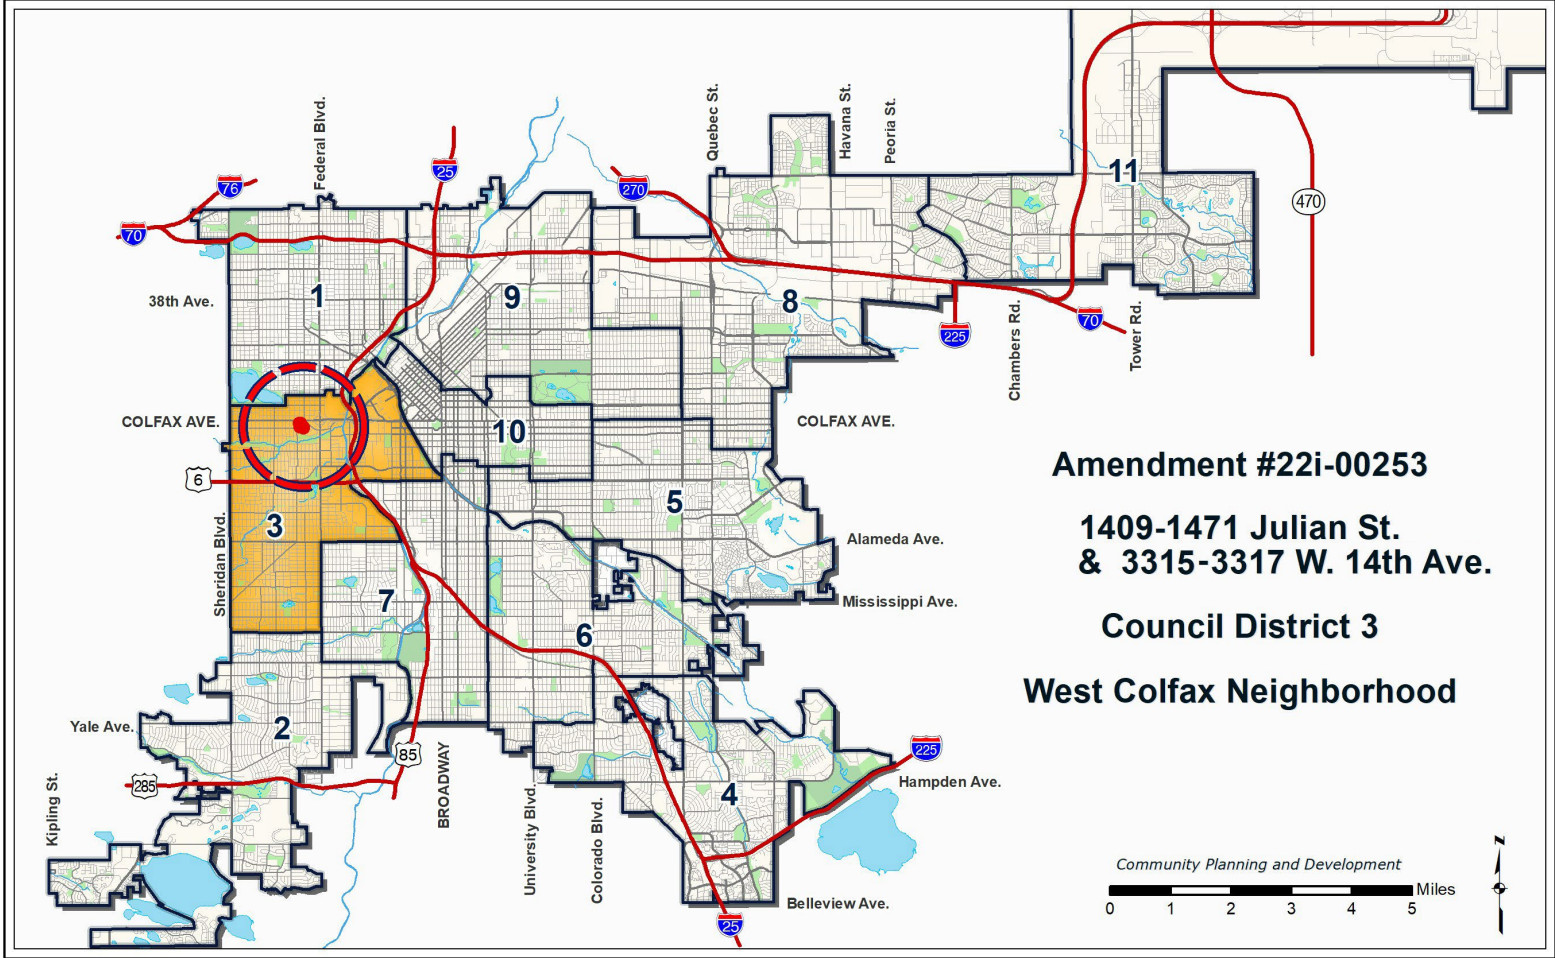 Federal Blvd.
Quebec St.
Havana St.
Peoria St.
76
25
270
11
470
70
38th Ave.
1
9
8
225
70
Chambers Rd.
Tower Rd.
COLFAX AVE.
10
COLFAX AVE.
6
3
5
Sheridan Blvd.
Alameda Ave.
7
6
Mississippi Ave.
Yale Ave.
2
85
225
285
4
Hampden Ave.
Kipling St.
BROADWAY
University Blvd.
Colorado Blvd.
Belleview Ave.
25
Amendment #22i-00253
1409-1471 Julian St.
& 3315-3317 W. 14th Ave.
Council District 3
West Colfax Neighborhood
Community Planning and Development
Miles
0 1 2 3 4 5
N